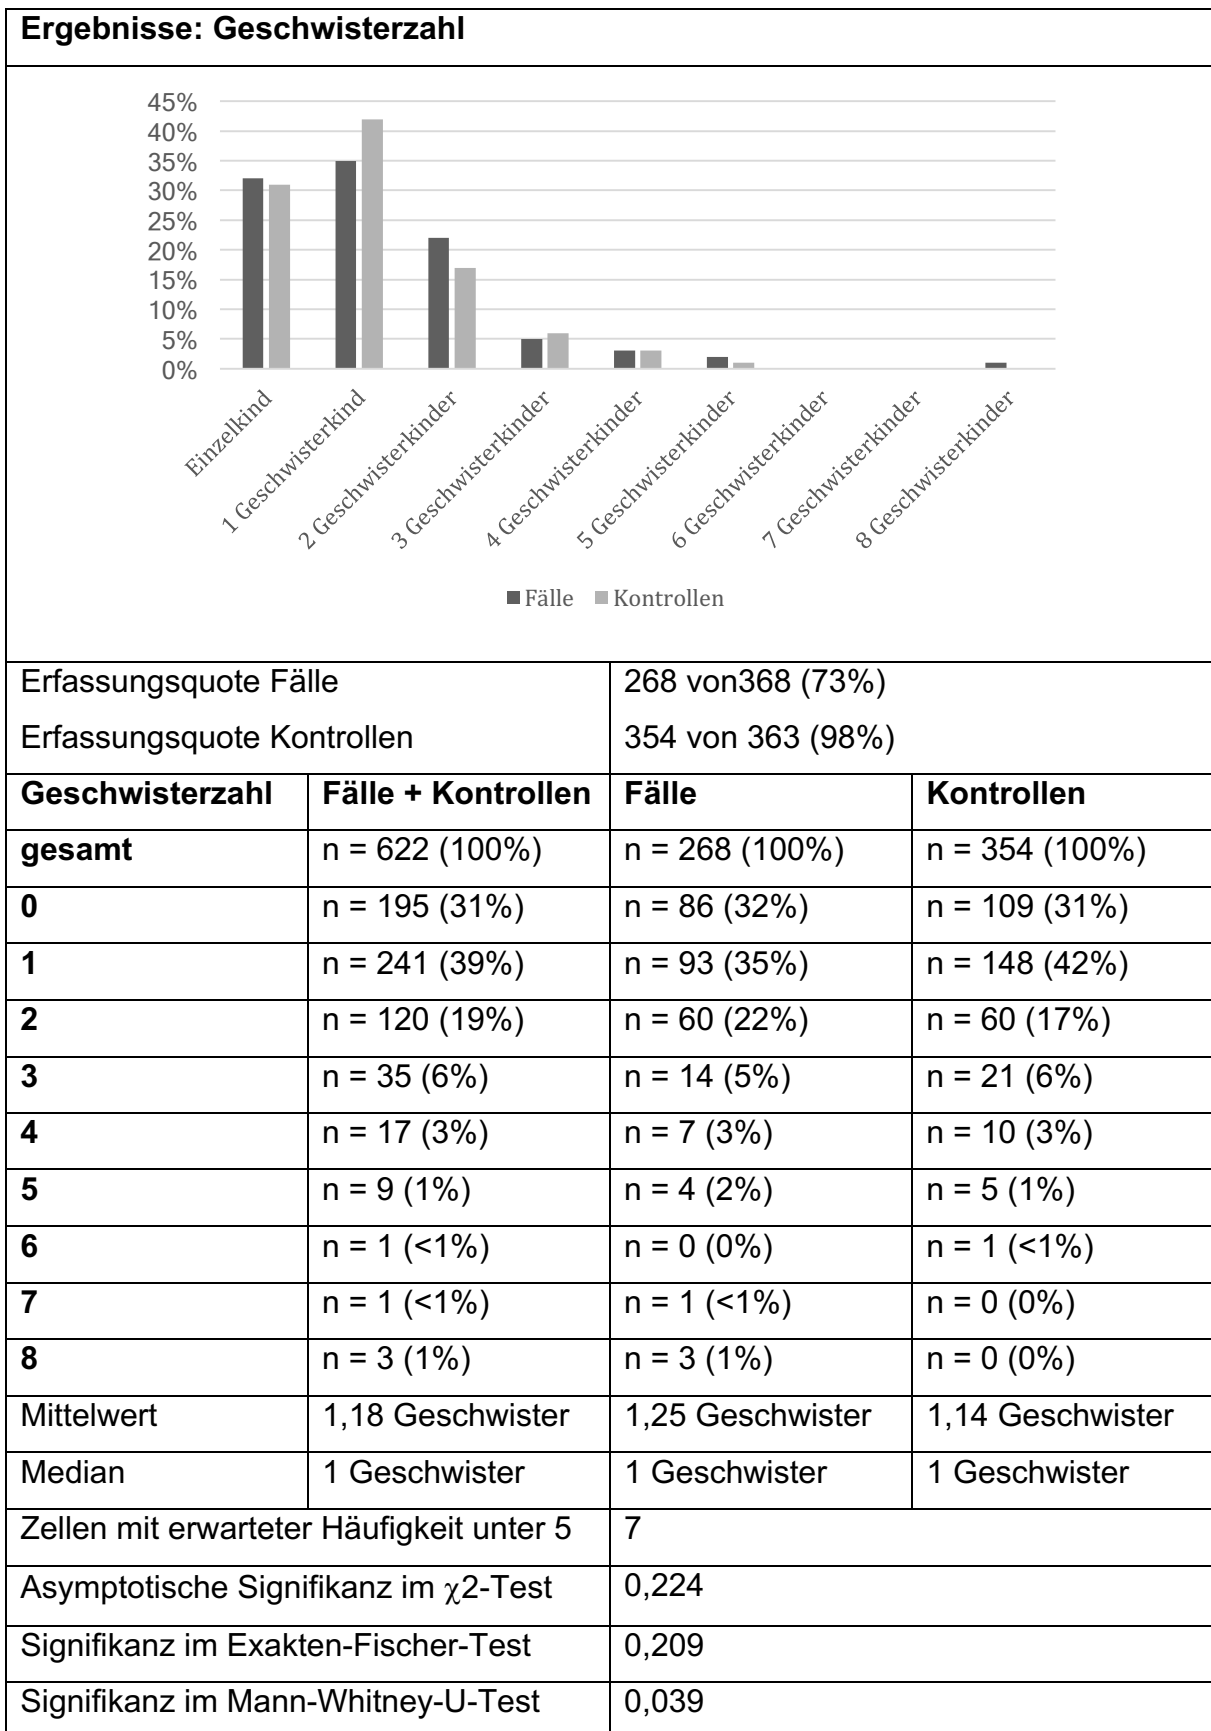 Ergebnisse: Geschwisterzahl
45%
40%
35%
30%
25%
20%
15%
10%
5%
0%
Einzelkind
1 Geschwisterkind
2 Geschwisterkinder
3 Geschwisterkinder
4 Geschwisterkinder
5 Geschwisterkinder
6 Geschwisterkinder
7 Geschwisterkinder
8 Geschwisterkinder
Fälle Kontrollen
Erfassungsquote Fälle 268 von368 (73%)
Erfassungsquote Kontrollen 354 von 363 (98%)
Geschwisterzahl Fälle + Kontrollen Fälle Kontrollen
gesamt n = 622 (100%) n = 268 (100%) n = 354 (100%)
0 n = 195 (31%) n = 86 (32%) n = 109 (31%)
1 n = 241 (39%) n = 93 (35%) n = 148 (42%)
2 n = 120 (19%) n = 60 (22%) n = 60 (17%)
3 n = 35 (6%) n = 14 (5%) n = 21 (6%)
4 n = 17 (3%) n = 7 (3%) n = 10 (3%)
5 n = 9 (1%) n = 4 (2%) n = 5 (1%)
6 n = 1 (<1%) n = 0 (0%) n = 1 (<1%)
7 n = 1 (<1%) n = 1 (<1%) n = 0 (0%)
8 n = 3 (1%) n = 3 (1%) n = 0 (0%)
Mittelwert 1,18 Geschwister 1,25 Geschwister 1,14 Geschwister
Median 1 Geschwister 1 Geschwister 1 Geschwister
Zellen mit erwarteter Häufigkeit unter 5 7
Asymptotische Signifikanz im χ2-Test 0,224
Signifikanz im Exakten-Fischer-Test 0,209
Signifikanz im Mann-Whitney-U-Test 0,039